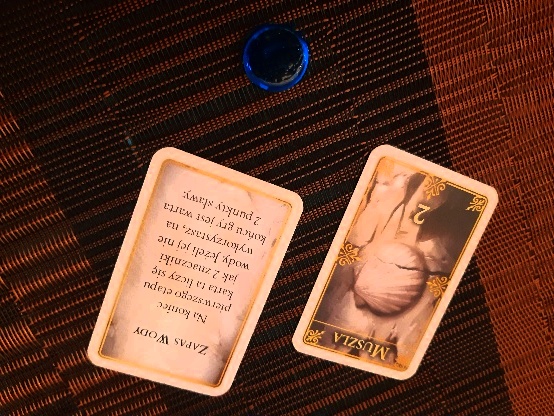 ZAPAS WODY
Na koniec
pierwszego etapu
karta ta liczy się
jak 2 znaczniki
wody. Jeżeli jej nie
wykorzystasz, na
końcu gry jest warta
2 punkty sławy.
MUSZLA
2